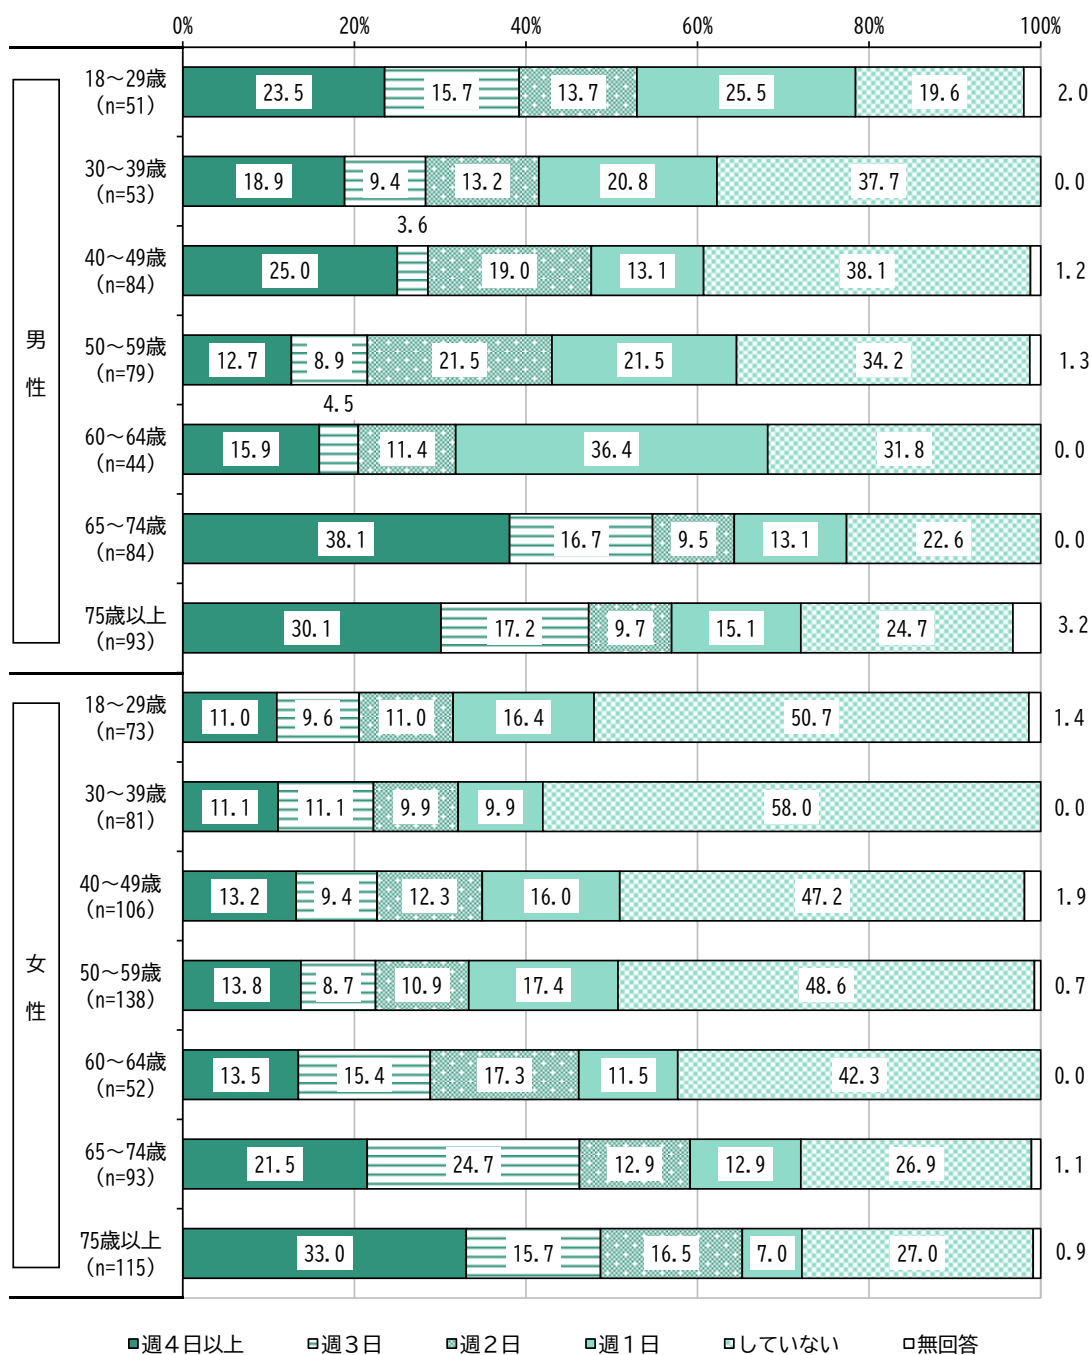 0% 20% 40% 60% 80% 100%
男性
18～29歳
(n=51)
23.5 15.7 13.7 25.5 19.6 2.0
30～39歳
(n=53)
18.9 9.4 13.2 20.8 37.7 0.0
3.6
40～49歳
(n=84)
25.0 19.0 13.1 38.1 1.2
50～59歳
(n=79)
12.7 8.9 21.5 21.5 34.2 1.3
4.5
60～64歳
(n=44)
15.9 11.4 36.4 31.8 0.0
65～74歳
(n=84)
38.1 16.7 9.5 13.1 22.6 0.0
75歳以上
(n=93)
30.1 17.2 9.7 15.1 24.7 3.2
女性
18～29歳
(n=73)
11.0 9.6 11.0 16.4 50.7 1.4
30～39歳
(n=81)
11.1 11.1 9.9 9.9 58.0 0.0
40～49歳
(n=106)
13.2 9.4 12.3 16.0 47.2 1.9
50～59歳
(n=138)
13.8 8.7 10.9 17.4 48.6 0.7
60～64歳
(n=52)
13.5 15.4 17.3 11.5 42.3 0.0
65～74歳
(n=93)
21.5 24.7 12.9 12.9 26.9 1.1
75歳以上
(n=115)
33.0 15.7 16.5 7.0 27.0 0.9
週４日以上 週３日 週２日 週１日 していない 無回答